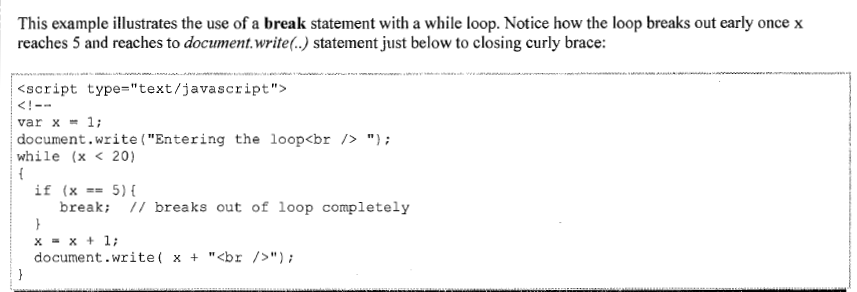 This example illustrates the use of a break statement with a while loop. Notice how the loop breaks out early once x
reaches 5 and reaches to document.write(..) statement just below to closing curly brace:
<script type="text/javascript">
<!--
var x = 1;
document.write("Entering the loop<br /> ");
while (x < 20)
{
if (x == 5){
break; // breaks out of loop completely
}
x = x + 1;
document.write( x + "<br />");
}